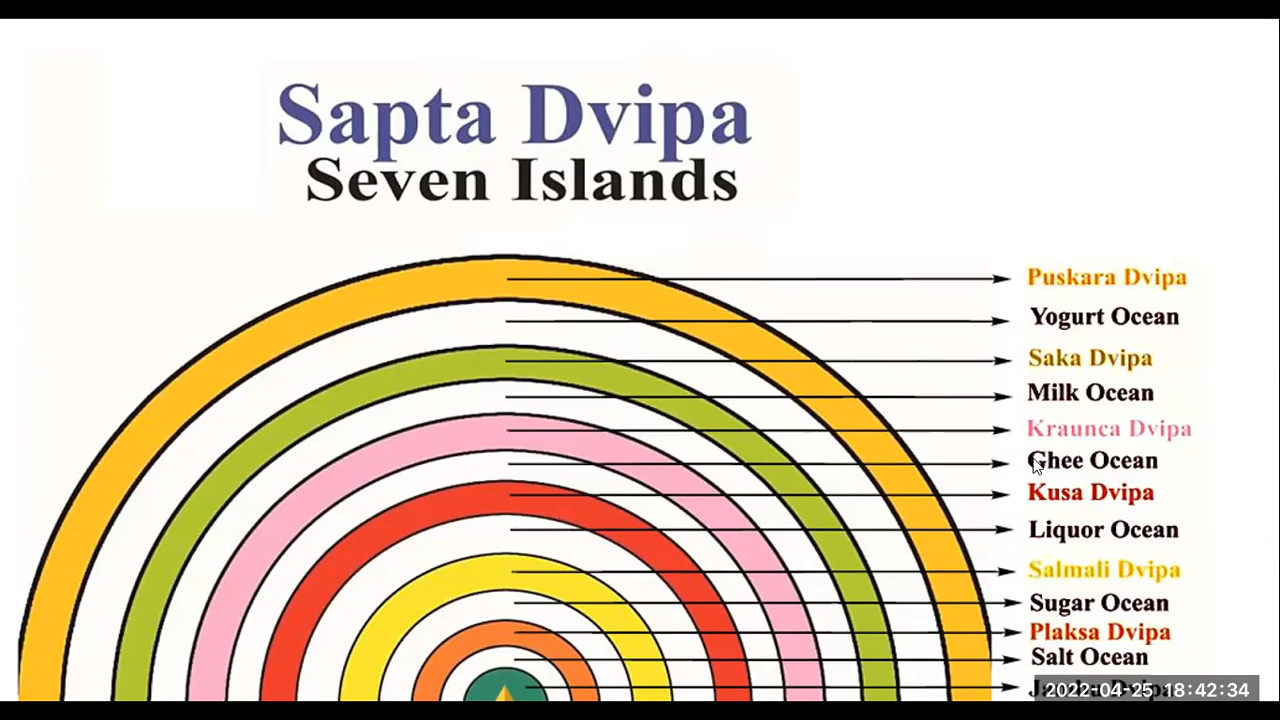 Sapta Dvipa
Seven Islands
Puskara Dvipa
Yogurt Ocean
Saka Dvipa
Milk Ocean
Kraunca Dvipa
Ghee Ocean
Kusa Dvipa
Liquor Ocean
Salmali Dvipa
Sugar Ocean
Plaksa Dvipa
Salt Ocean
2022-04-25 18:42:34